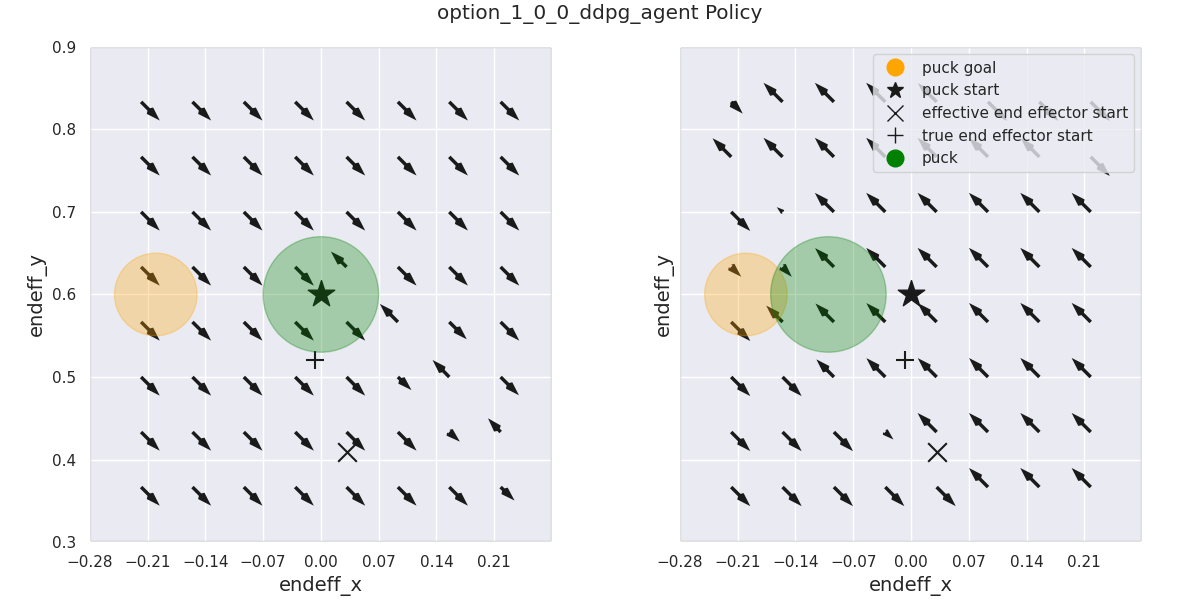 option_1_0_0_ddpg_agent Policy
0.9
0.8
0.7
0.6
0.5
0.4
0.3
endeff_y
−0.28 −0.21 −0.14 −0.07 0.00 0.07 0.14 0.21
endeff_x
puck goal
puck start
effective end effector start
true end effector start
puck
endeff_y
−0.28 −0.21 −0.14 −0.07 0.00 0.07 0.14 0.21
endeff_x